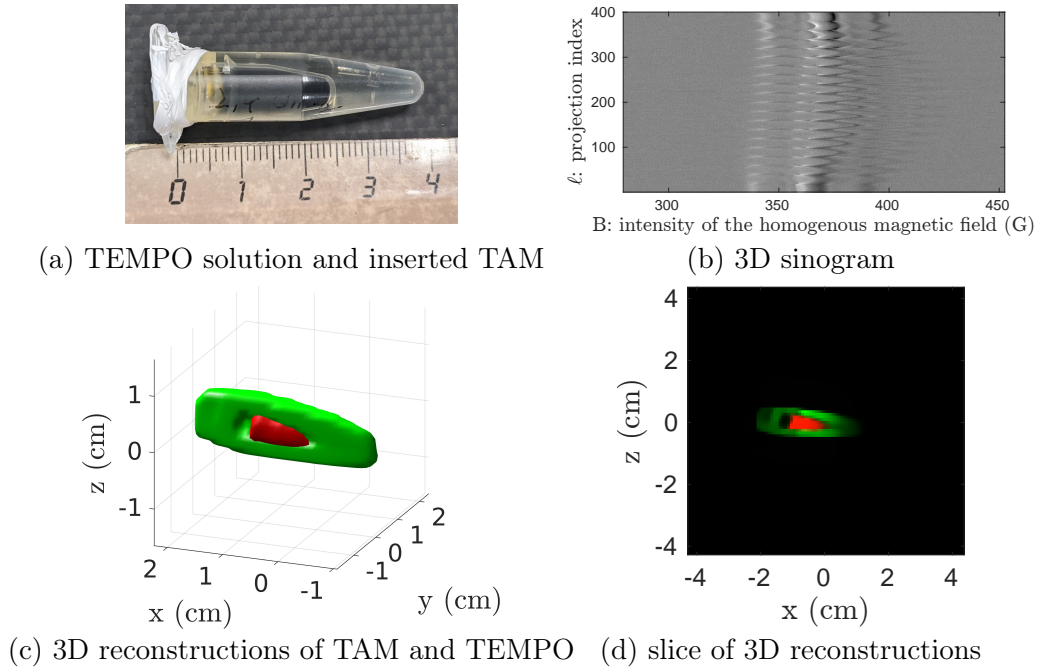 0 1 2 3 4
(a) TEMPO solution and inserted TAM
400
300
200
100
300 350 400 450
ℓ: projection index
B: intensity of the homogenous magnetic field (G)
(b) 3D sinogram
1
0
-1
z (cm)
2 1 0 -1
x (cm)
-1 0 1 2
y (cm)
(c) 3D reconstructions of TAM and TEMPO
4
2
0
-2
-4
z (cm)
-4 -2 0 2 4
x (cm)
(d) slice of 3D reconstructions